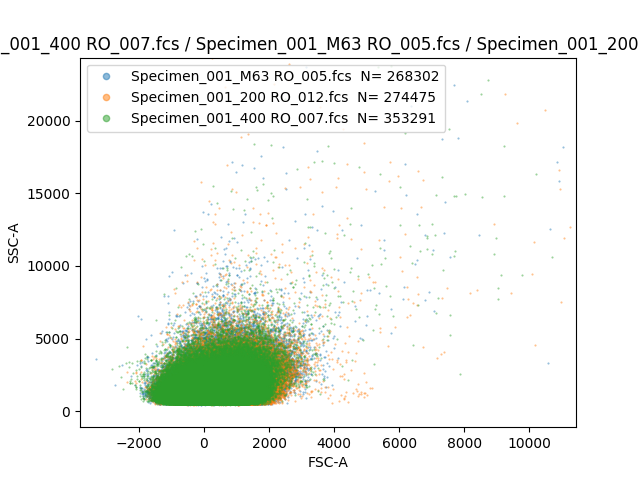 _001_400 RO_007.fcs / Specimen_001_M63 RO_005.fcs / Specimen_001_200
Specimen_001_M63 RO_005.fcs  N= 268302
Specimen_001_200 RO_012.fcs  N= 274475
Specimen_001_400 RO_007.fcs  N= 353291
20000
15000
10000
5000
0
SSC-A
−2000 0 2000 4000 6000 8000 10000
FSC-A